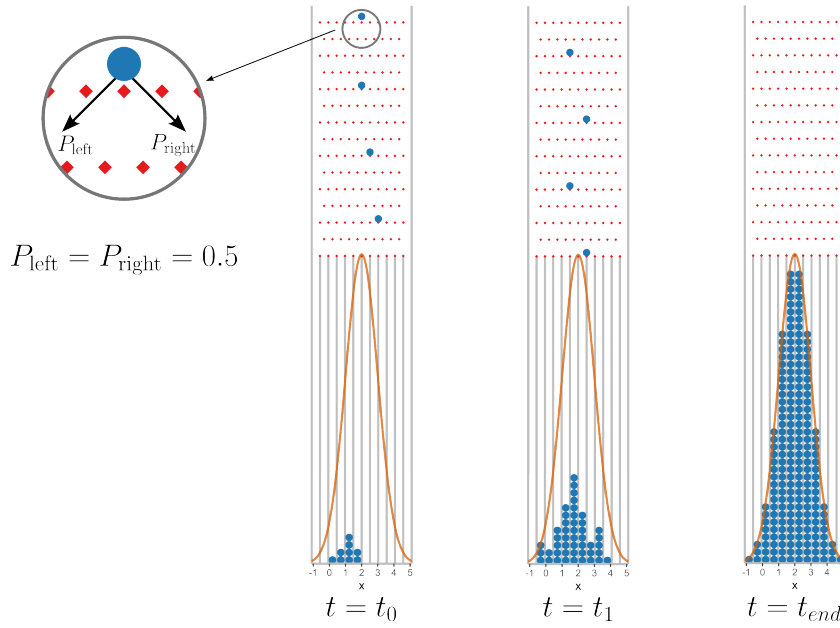 P_left P_right
P_left = P_right = 0.5
-1 0 1 2 3 4 5
x
t = t_0
-1 0 1 2 3 4 5
x
t = t_1
-1 0 1 2 3 4
x
t = t_end